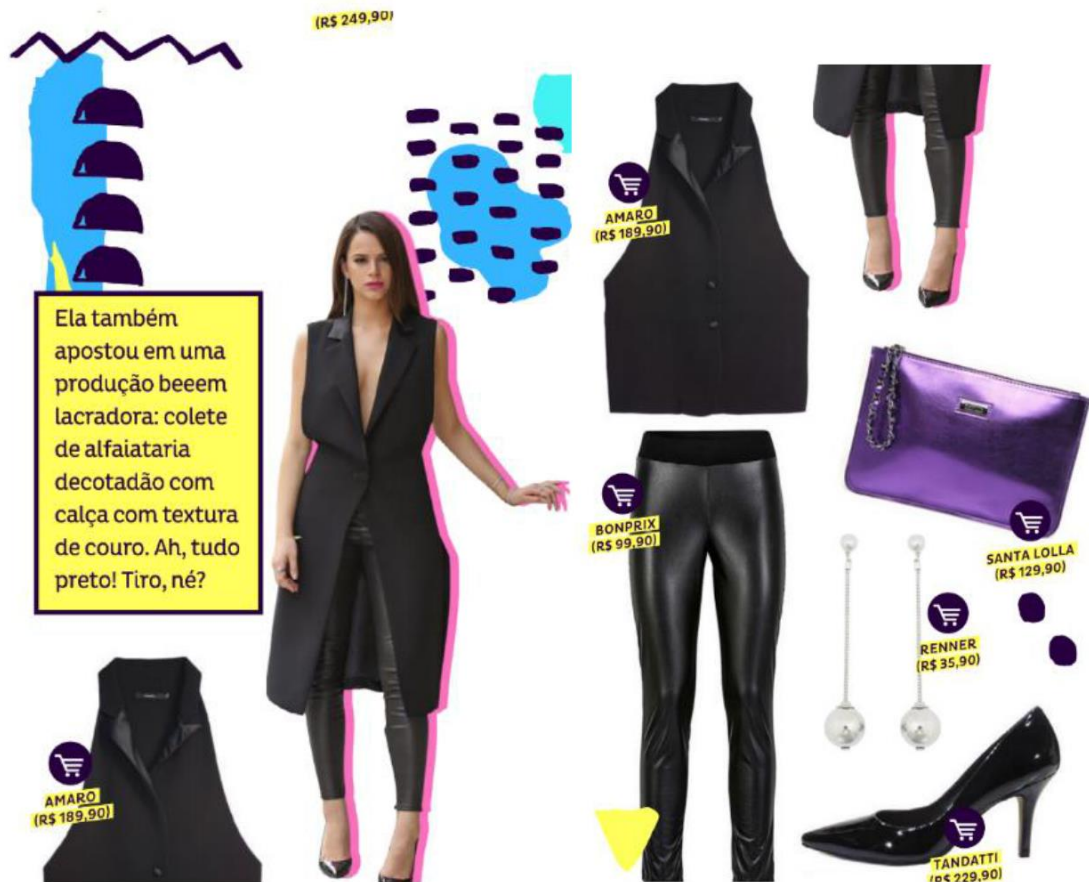 (R$ 249,90)
Ela também
apostou em uma
produção beeem
lacradora: colete
de alfaiataria
decotadão com
calça com textura
de couro. Ah, tudo
preto! Tiro, né?
AMARO
(R$ 189,90)
AMARO
(R$ 189,90)
BONPRIX
(R$ 99,90)
SANTA LOLLA
(R$ 129,90)
RENNER
(R$ 35,90)
TANDATTI
(R$ 229,90)